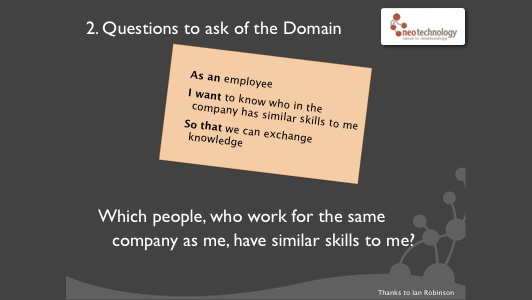 2. Questions to ask of the Domain
neotechnology
value in relationships
As an employee
I want to know who in the
company has similar skills to me
So that we can exchange
knowledge
Which people, who work for the same
company as me, have similar skills to me?
Thanks to Ian Robinson